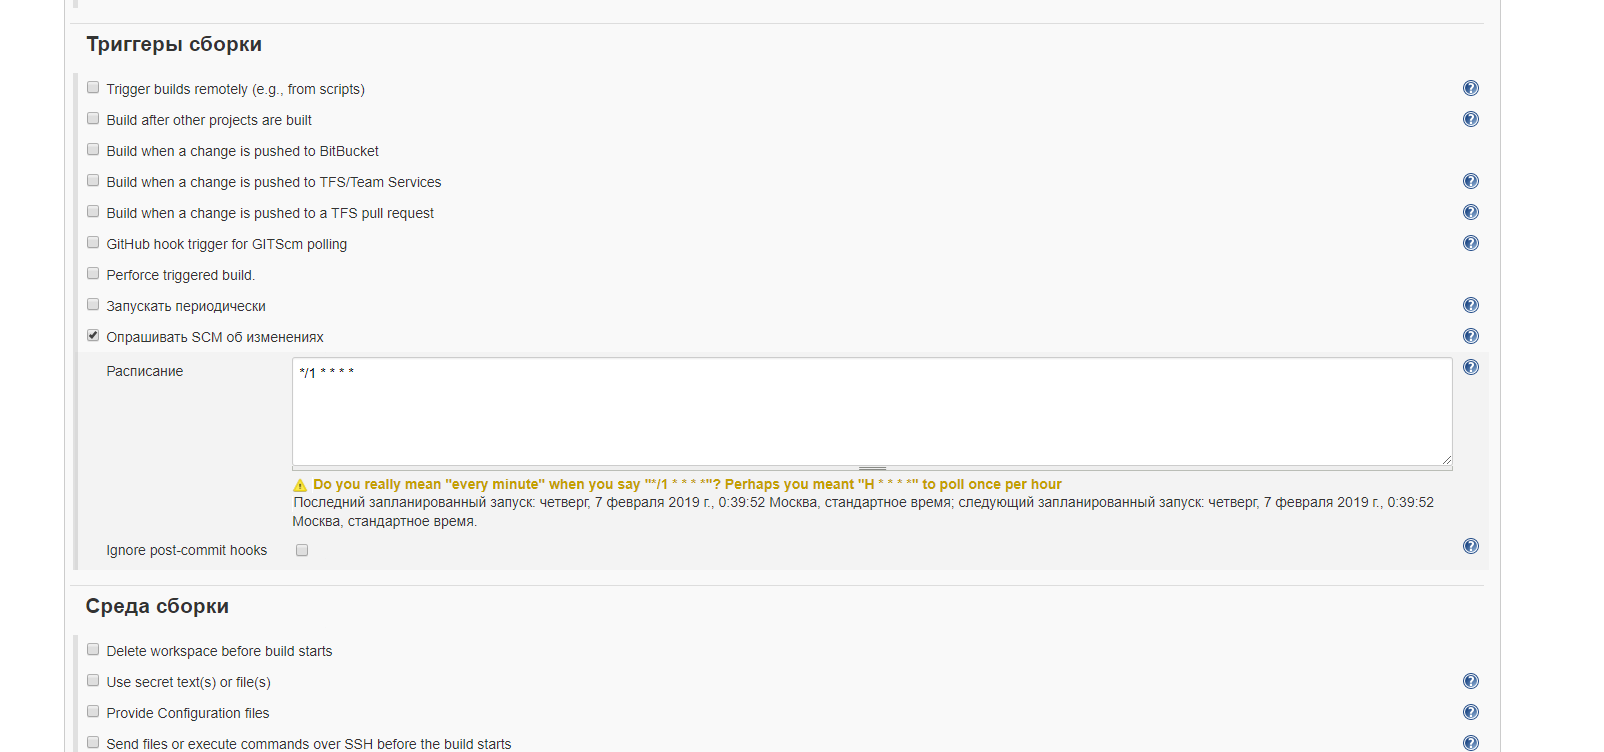 Триггеры сборки
Trigger builds remotely (e.g., from scripts)
Build after other projects are built
Build when a change is pushed to BitBucket
Build when a change is pushed to TFS/Team Services
Build when a change is pushed to a TFS pull request
GitHub hook trigger for GITScm polling
Perforce triggered build.
Запускать периодически
Опрашивать SCM об изменениях
Расписание
*/1 * * * *
Do you really mean "every minute" when you say "*/1 * * * *"? Perhaps you meant "H * * * *" to poll once per hour
Последний запланированный запуск: четверг, 7 февраля 2019 г., 0:39:52 Москва, стандартное время; следующий запланированный запуск: четверг, 7 февраля 2019 г., 0:39:52
Москва, стандартное время.
Ignore post-commit hooks
Среда сборки
Delete workspace before build starts
Use secret text(s) or file(s)
Provide Configuration files
Send files or execute commands over SSH before the build starts